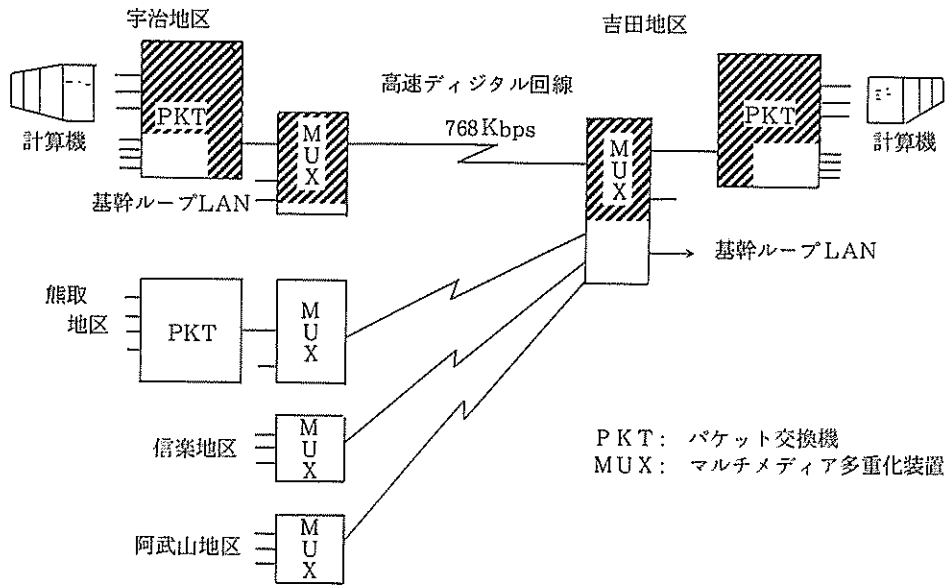 宇治地区
吉田地区
高速ディジタル回線
768Kbps
PKT
PKT
計算機
計算機
MUX
MUX
基幹ループLAN
基幹ループLAN
熊取
地区
PKT
MUX
信楽地区
MUX
阿武山地区
MUX
PKT: パケット交換機
MUX: マルチメディア多重化装置